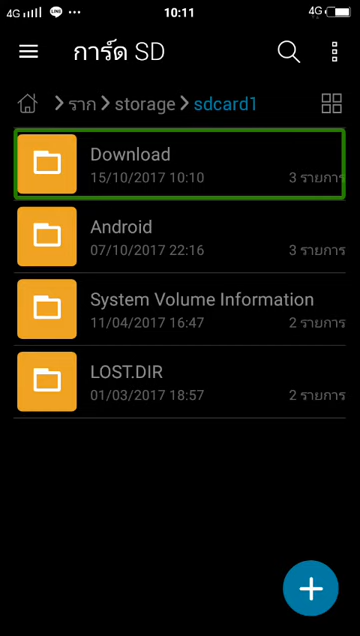 4G 10:11 4G
การ์ด SD
ราก storage sdcard1
Download
15/10/2017 10:10 3 รายการ
Android
07/10/2017 22:16 3 รายการ
System Volume Information
11/04/2017 16:47 2 รายการ
LOST.DIR
01/03/2017 18:57 2 รายการ